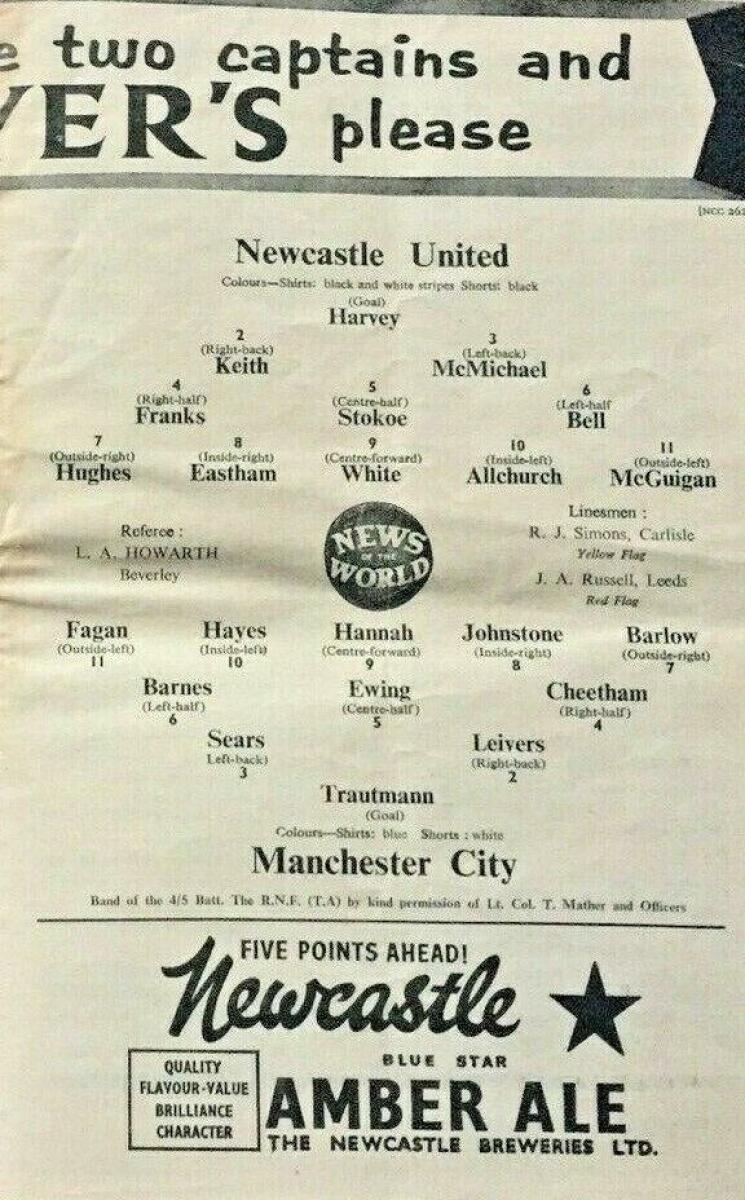 e two captains and
YER'S please
[NCC 261
Newcastle United
Colours—Shirts: black and white stripes Shorts: black
(Goal)
Harvey
2 3
(Right-back) (Left-back)
Keith McMichael
4 5 6
(Right-half) (Centre-half) (Left-half
Franks Stokoe Bell
7 8 9 10 11
(Outside-right) (Inside-right) (Centre-forward) (Inside-left) (Outside-left)
Hughes Eastham White Allchurch McGuigan
Referee :
L. A. HOWARTH
Beverley
NEWS
OF THE
WORLD
Linesmen :
R. J. Simons, Carlisle
Yellow Flag
J. A. Russell, Leeds
Red Flag
Fagan Hayes Hannah Johnstone Barlow
(Outside-left) (Inside-left) (Centre-forward) (Inside-right) (Outside-right)
11 10 9 8 7
Barnes Ewing Cheetham
(Left-half) (Centre-half) (Right-half)
6 5 4
Sears Leivers
Left-back) (Right-back)
3 2
Trautmann
(Goal)
Colours—Shirts: blue Shorts : white
Manchester City
Band of the 4/5 Batt. The R.N.F. (T.A) by kind permission of Lt. Col. T. Mather and Officers
FIVE POINTS AHEAD!
Newcastle
BLUE STAR
AMBER ALE
THE NEWCASTLE BREWERIES LTD.
QUALITY
FLAVOUR-VALUE
BRILLIANCE
CHARACTER